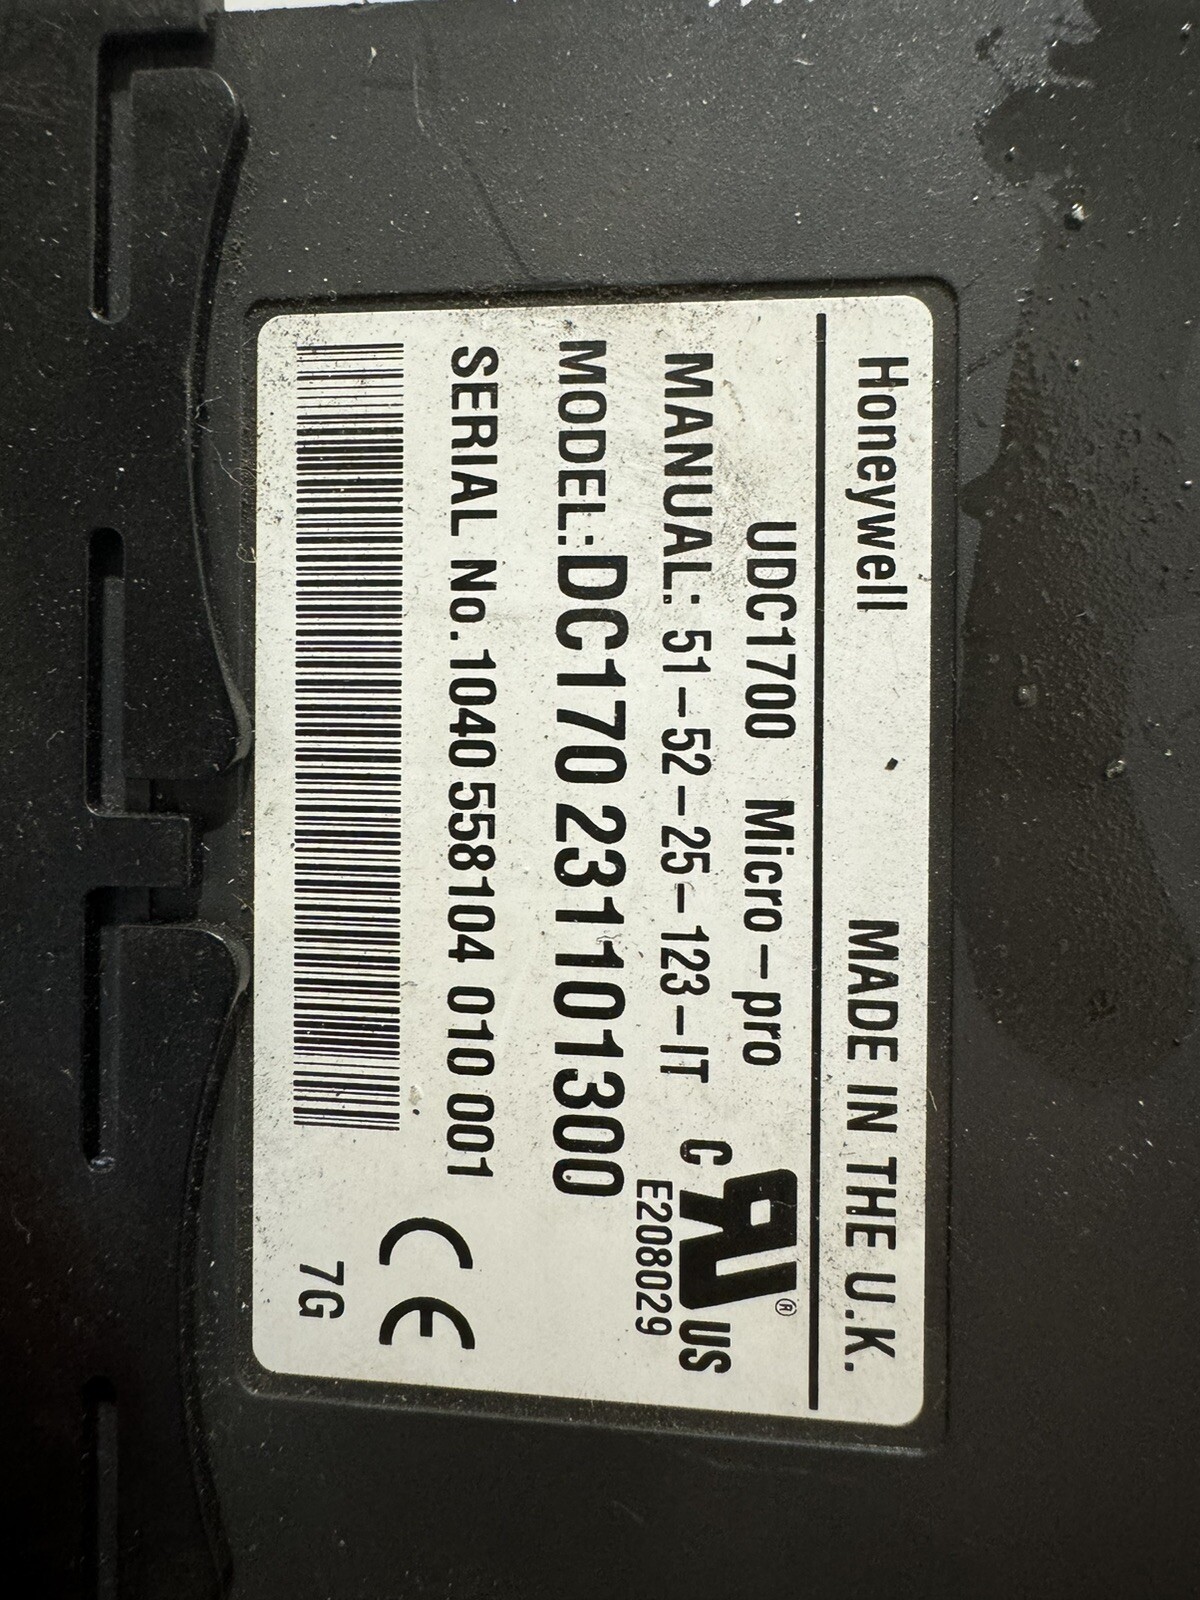 Honeywell MADE IN THE U.K.
UDC1700 Micro-pro
MANUAL: 51-52-25-123-IT
C UL® US
E208029
MODEL:DC170 231101300
SERIAL No.1040 558104 010 001
CE
7G